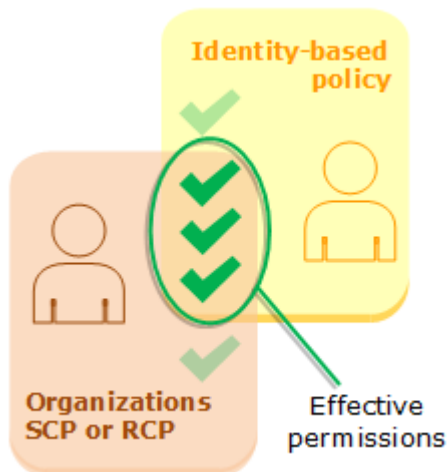 Identity-based
policy
Organizations
SCP or RCP
Effective
permissions